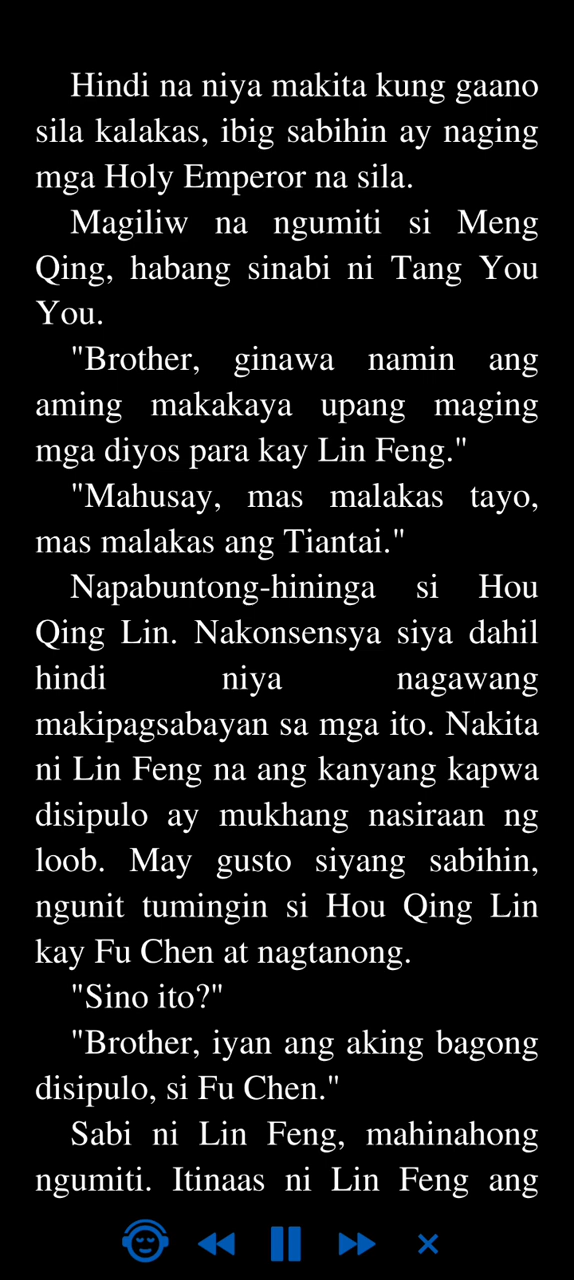 Hindi na niya makita kung gaano
sila kalakas, ibig sabihin ay naging
mga Holy Emperor na sila.
Magiliw na ngumiti si Meng
Qing, habang sinabi ni Tang You
You.
"Brother, ginawa namin ang
aming makakaya upang maging
mga diyos para kay Lin Feng."
"Mahusay, mas malakas tayo,
mas malakas ang Tiantai."
Napabuntong-hininga si Hou
Qing Lin. Nakonsensya siya dahil
hindi niya nagawang
makipagsabayan sa mga ito. Nakita
ni Lin Feng na ang kanyang kapwa
disipulo ay mukhang nasiraan ng
loob. May gusto siyang sabihin,
ngunit tumingin si Hou Qing Lin
kay Fu Chen at nagtanong.
"Sino ito?"
"Brother, iyan ang aking bagong
disipulo, si Fu Chen."
Sabi ni Lin Feng, mahinahong
ngumiti. Itinaas ni Lin Feng ang